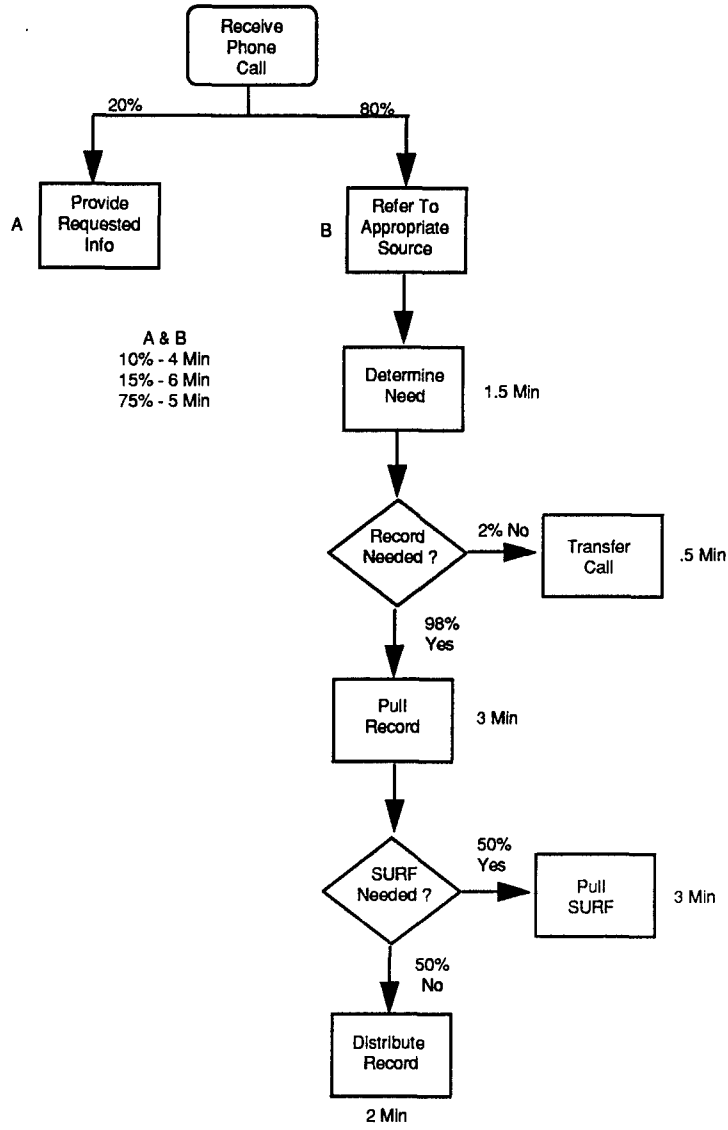 Receive
Phone
Call
20%
80%
A
Provide
Requested
Info
B
Refer To
Appropriate
Source
A & B
10% - 4 Min
15% - 6 Min
75% - 5 Min
Determine
Need
1.5 Min
Record
Needed ?
2% No
Transfer
Call
.5 Min
98%
Yes
Pull
Record
3 Min
SURF
Needed ?
50%
Yes
Pull
SURF
3 Min
50%
No
Distribute
Record
2 Min